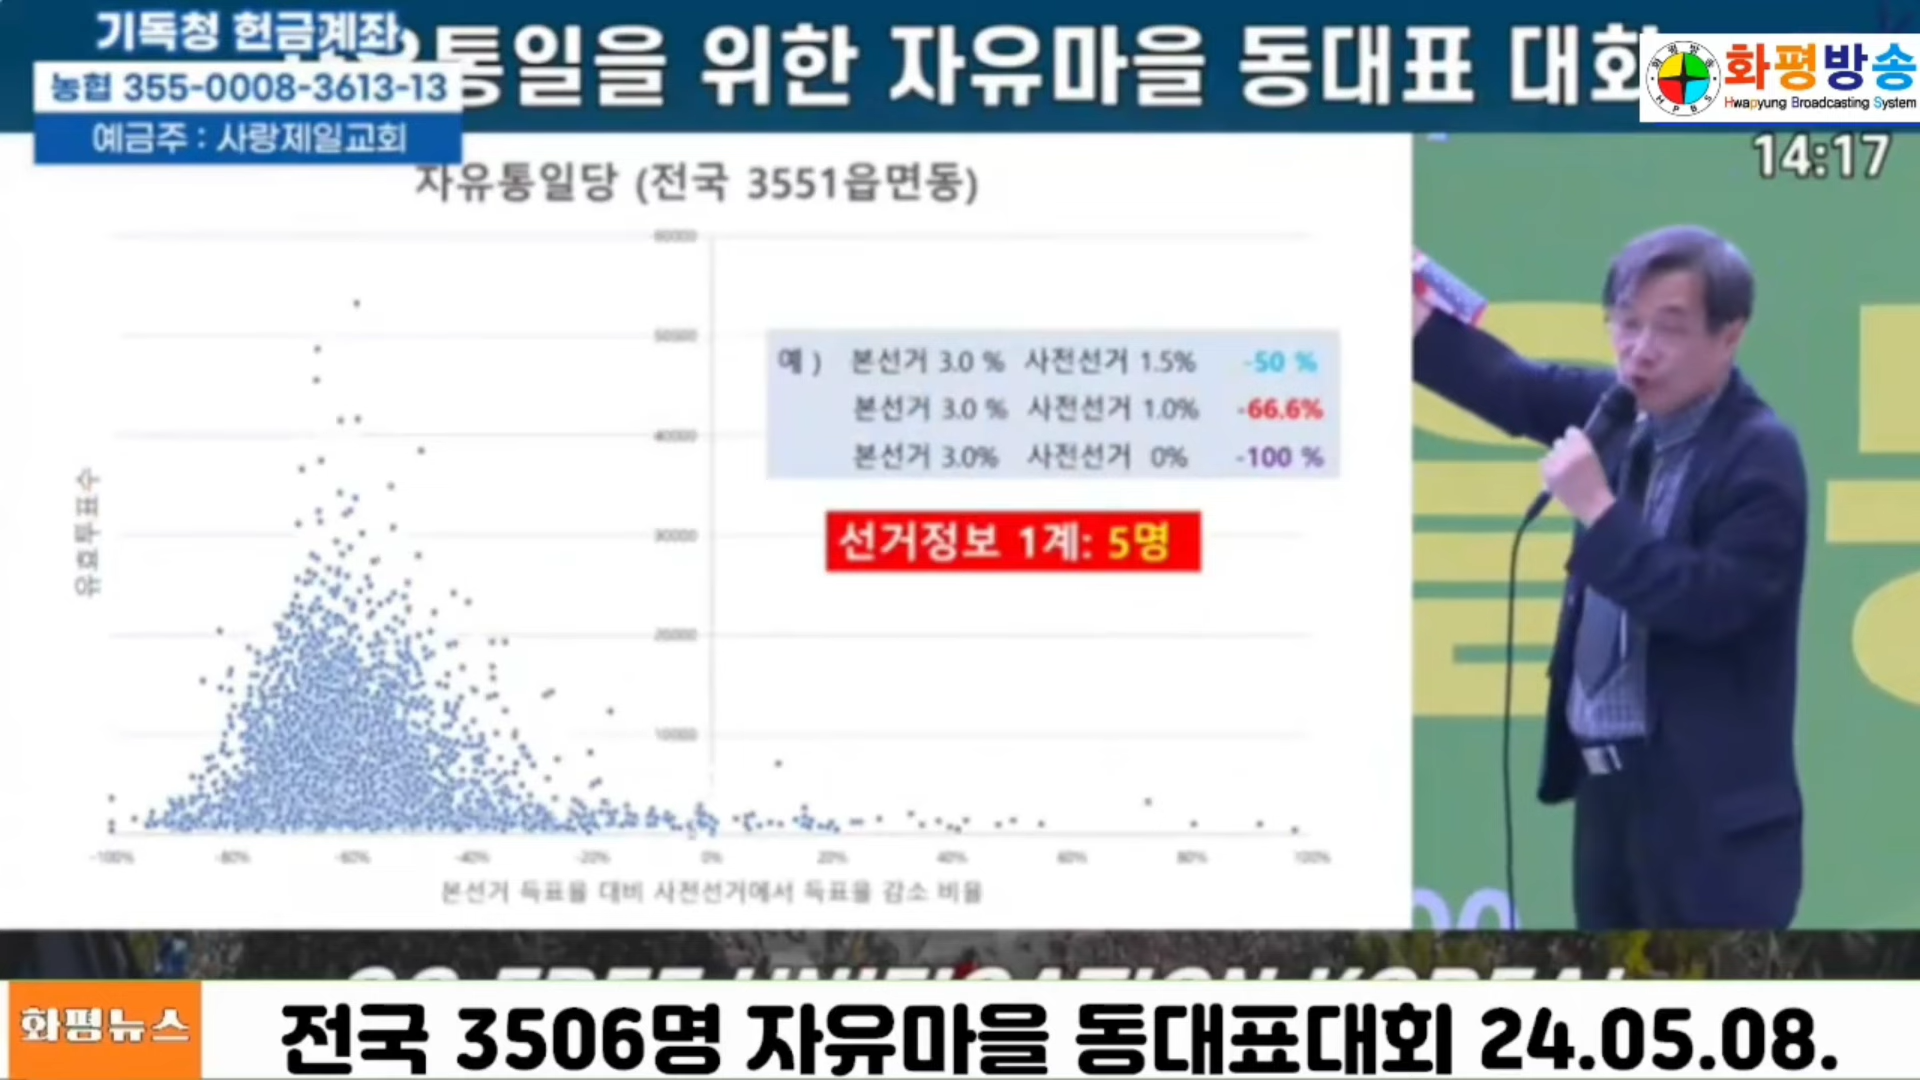 기독청 헌금계좌
농협 355-0008-3613-13
예금주 : 사랑제일교회
통일을 위한 자유마을 동대표 대회
화평방송
Hwapyung Broadcasting System
14:17
자유통일당 (전국 3551읍면동)
60000
50000
40000
30000
20000
10000
유효투표수
예 ) 본선거 3.0 % 사전선거 1.5% -50 %
본선거 3.0 % 사전선거 1.0% -66.6%
본선거 3.0% 사전선거 0% -100 %
선거정보 1계: 5명
-100% -80% -60% -40% -20% 0% 20% 40% 60% 80% 100%
본선거 득표율 대비 사전선거에서 득표율 감소 비율
화평뉴스
전국 3506명 자유마을 동대표대회 24.05.08.